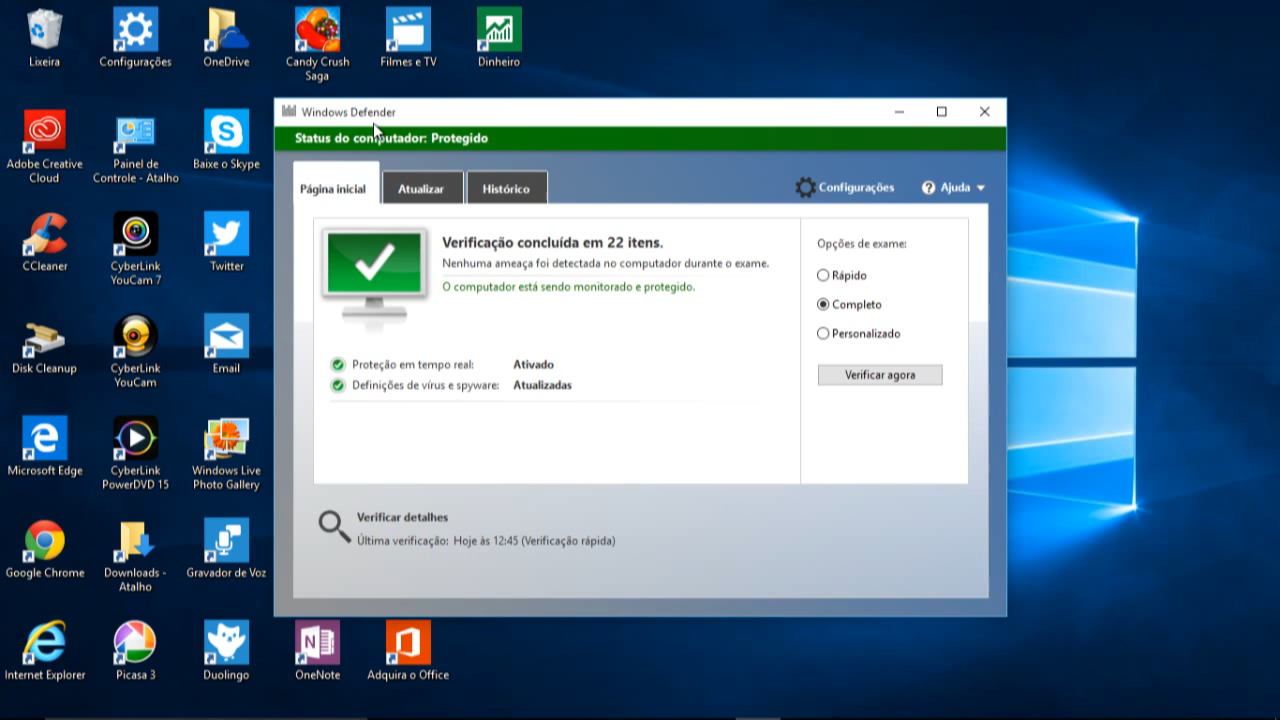 Lixeira
Configurações
OneDrive
Candy Crush
Saga
Filmes e TV
Dinheiro
Adobe Creative
Cloud
Painel de
Controle - Atalho
Baixe o Skype
CCleaner
CyberLink
YouCam 7
Twitter
Disk Cleanup
CyberLink
YouCam
Email
Microsoft Edge
CyberLink
PowerDVD 15
Windows Live
Photo Gallery
Google Chrome
Downloads -
Atalho
Gravador de Voz
Internet Explorer
Picasa 3
Duolingo
OneNote
Adquira o Office
Windows Defender
Status do computador: Protegido
Página inicial
Atualizar
Histórico
Configurações
Ajuda
Verificação concluída em 22 itens.
Nenhuma ameaça foi detectada no computador durante o exame.
O computador está sendo monitorado e protegido.
Proteção em tempo real: Ativado
Definições de vírus e spyware: Atualizadas
Opções de exame:
Rápido
Completo
Personalizado
Verificar agora
Verificar detalhes
Última verificação: Hoje às 12:45 (Verificação rápida)